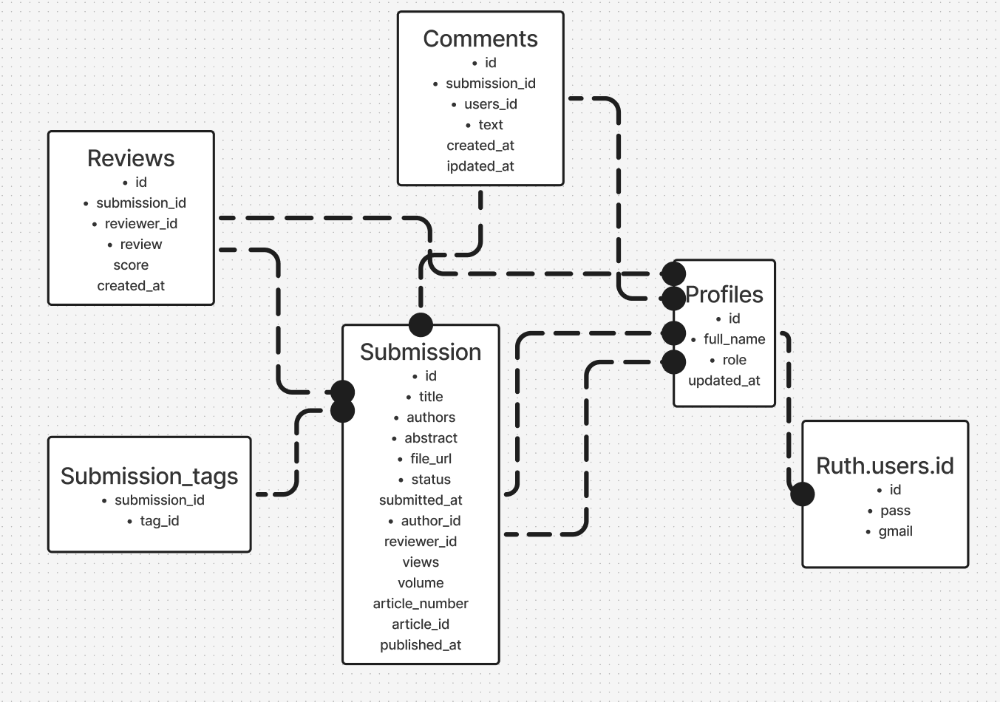 Comments
• id
• submission_id
• users_id
• text
created_at
ipdated_at
Reviews
• id
• submission_id
• reviewer_id
• review
score
created_at
Profiles
• id
• full_name
• role
updated_at
Submission
• id
• title
• authors
• abstract
• file_url
• status
submitted_at
• author_id
reviewer_id
views
volume
article_number
article_id
published_at
Submission_tags
• submission_id
• tag_id
Ruth.users.id
• id
• pass
• gmail